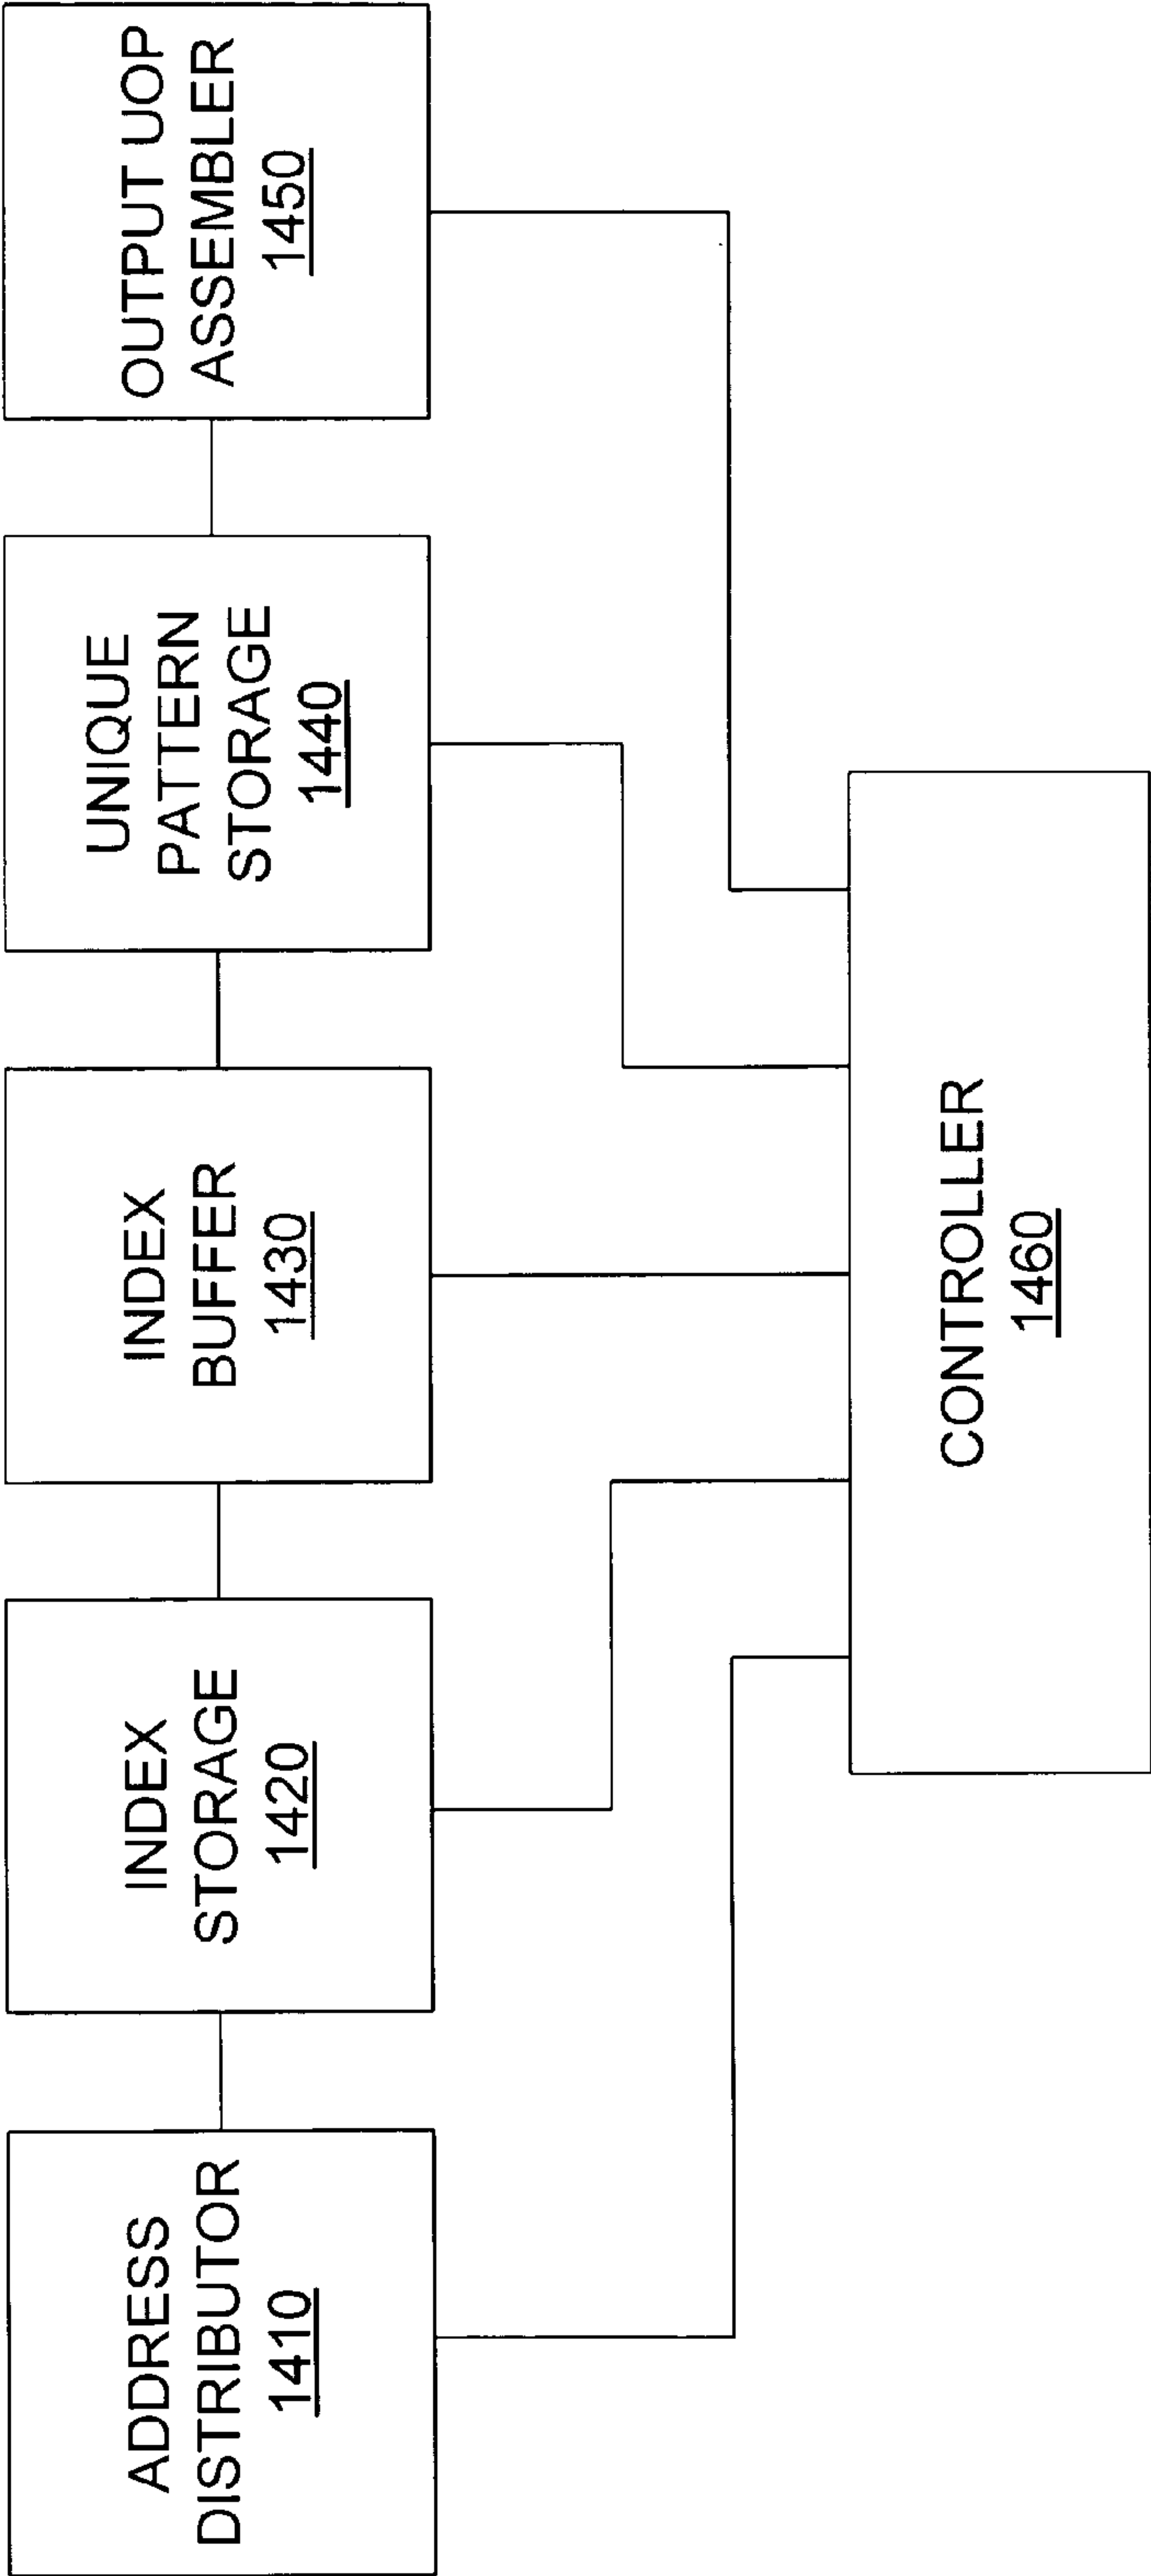 ADDRESS
DISTRIBUTOR
1410
INDEX
STORAGE
1420
INDEX
BUFFER
1430
UNIQUE
PATTERN
STORAGE
1440
OUTPUT UOP
ASSEMBLER
1450
CONTROLLER
1460